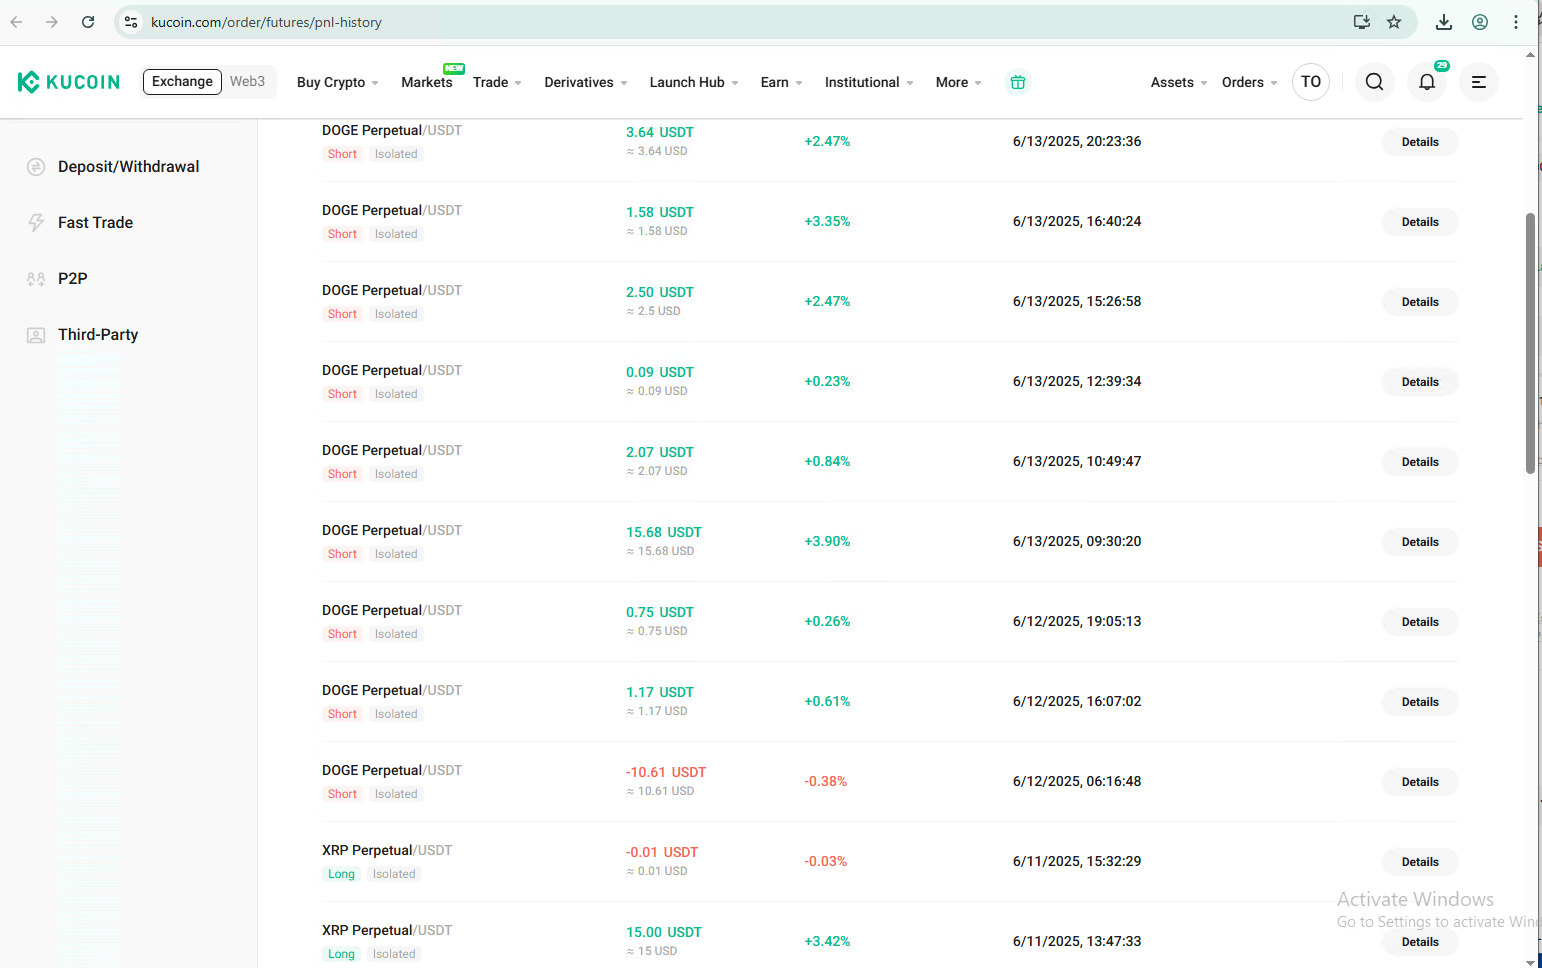 kucoin.com/order/futures/pnl-history
KUCOIN Exchange Web3 Buy Crypto Markets NEW Trade Derivatives Launch Hub Earn Institutional More Assets Orders TO 29
Deposit/Withdrawal
Fast Trade
P2P
Third-Party
DOGE Perpetual/USDT 3.64 USDT +2.47% 6/13/2025, 20:23:36 Details
Short Isolated ≈ 3.64 USD
DOGE Perpetual/USDT 1.58 USDT +3.35% 6/13/2025, 16:40:24 Details
Short Isolated ≈ 1.58 USD
DOGE Perpetual/USDT 2.50 USDT +2.47% 6/13/2025, 15:26:58 Details
Short Isolated ≈ 2.5 USD
DOGE Perpetual/USDT 0.09 USDT +0.23% 6/13/2025, 12:39:34 Details
Short Isolated ≈ 0.09 USD
DOGE Perpetual/USDT 2.07 USDT +0.84% 6/13/2025, 10:49:47 Details
Short Isolated ≈ 2.07 USD
DOGE Perpetual/USDT 15.68 USDT +3.90% 6/13/2025, 09:30:20 Details
Short Isolated ≈ 15.68 USD
DOGE Perpetual/USDT 0.75 USDT +0.26% 6/12/2025, 19:05:13 Details
Short Isolated ≈ 0.75 USD
DOGE Perpetual/USDT 1.17 USDT +0.61% 6/12/2025, 16:07:02 Details
Short Isolated ≈ 1.17 USD
DOGE Perpetual/USDT -10.61 USDT -0.38% 6/12/2025, 06:16:48 Details
Short Isolated ≈ 10.61 USD
XRP Perpetual/USDT -0.01 USDT -0.03% 6/11/2025, 15:32:29 Details
Long Isolated ≈ 0.01 USD
XRP Perpetual/USDT 15.00 USDT +3.42% 6/11/2025, 13:47:33 Details
Long Isolated ≈ 15 USD
Activate Windows
Go to Settings to activate Win